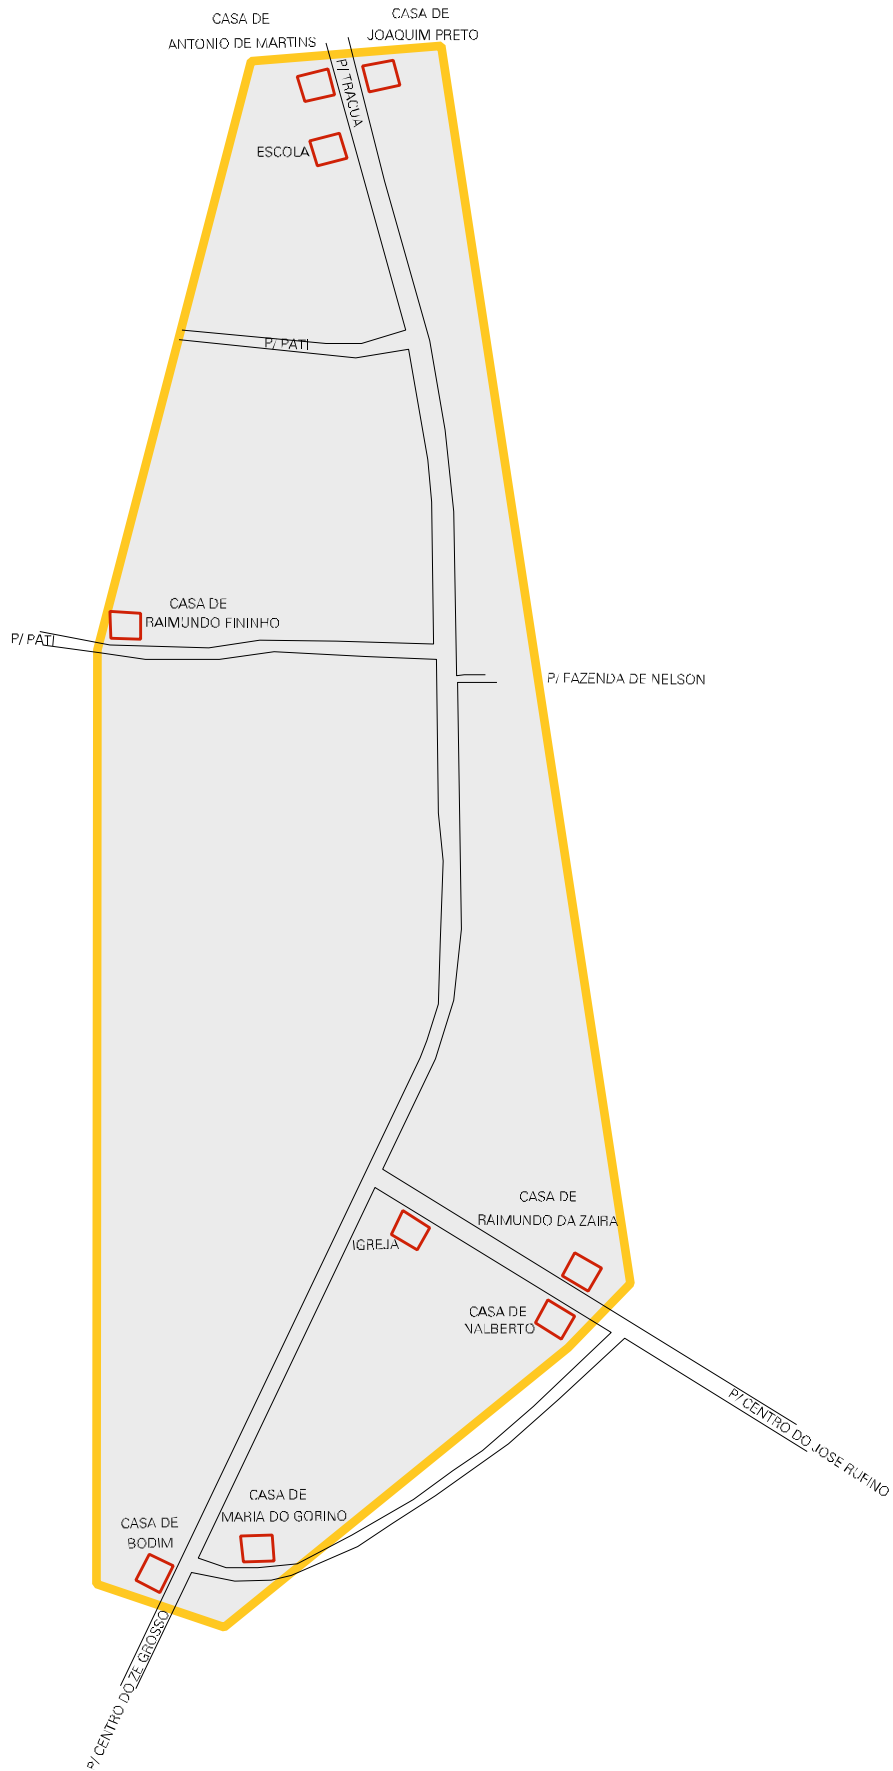 CASA DE
ANTONIO DE MARTINS
CASA DE
JOAQUIM PRETO
P/ TRACUA
ESCOLA
P/ PATI
CASA DE
RAIMUNDO FININHO
P/ PATI
P/ FAZENDA DE NELSON
CASA DE
RAIMUNDO DA ZAIRA
IGREJA
CASA DE
NALBERTO
P/ CENTRO DO JOSE RUFINO
CASA DE
MARIA DO GORINO
CASA DE
BODIM
P/ CENTRO DO ZE GROSSO